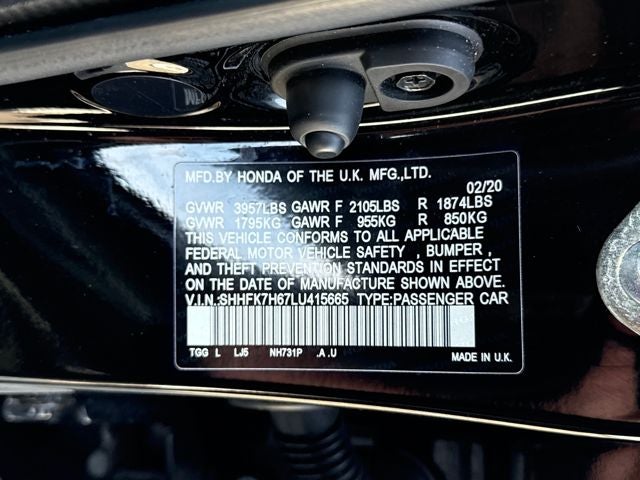 MFD.BY HONDA OF THE U.K. MFG.,LTD.
02/20
GVWR 3957LBS GAWR F 2105LBS R 1874LBS
GVWR 1795KG GAWR F 955KG R 850KG
THIS VEHICLE CONFORMS TO ALL APPLICABLE
FEDERAL MOTOR VEHICLE SAFETY , BUMPER ,
AND THEFT PREVENTION STANDARDS IN EFFECT
ON THE DATE OF MANUFACTURE SHOWN ABOVE.
V.I.N.:SHHFK7H67LU415665 TYPE:PASSENGER CAR
TGG L LJ5 NH731P .A .U MADE IN U.K.